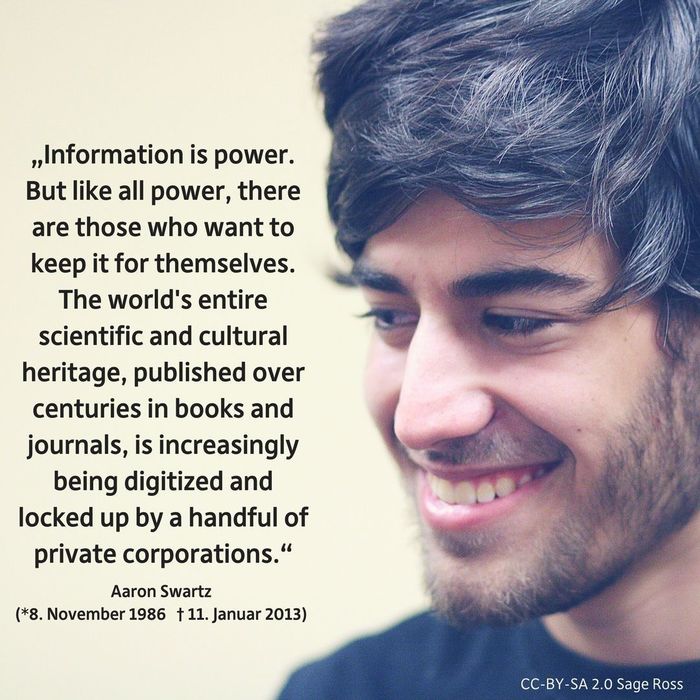 „Information is power.
But like all power, there
are those who want to
keep it for themselves.
The world's entire
scientific and cultural
heritage, published over
centuries in books and
journals, is increasingly
being digitized and
locked up by a handful of
private corporations.“
Aaron Swartz
(*8. November 1986 † 11. Januar 2013)
CC-BY-SA 2.0 Sage Ross